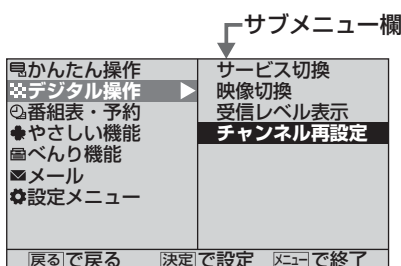 サブメニュー欄
かんたん操作
デジタル操作
番組表・予約
やさしい機能
べんり機能
メール
設定メニュー
サービス切換
映像切換
受信レベル表示
チャンネル再設定
戻るで戻る 決定で設定 メニューで終了